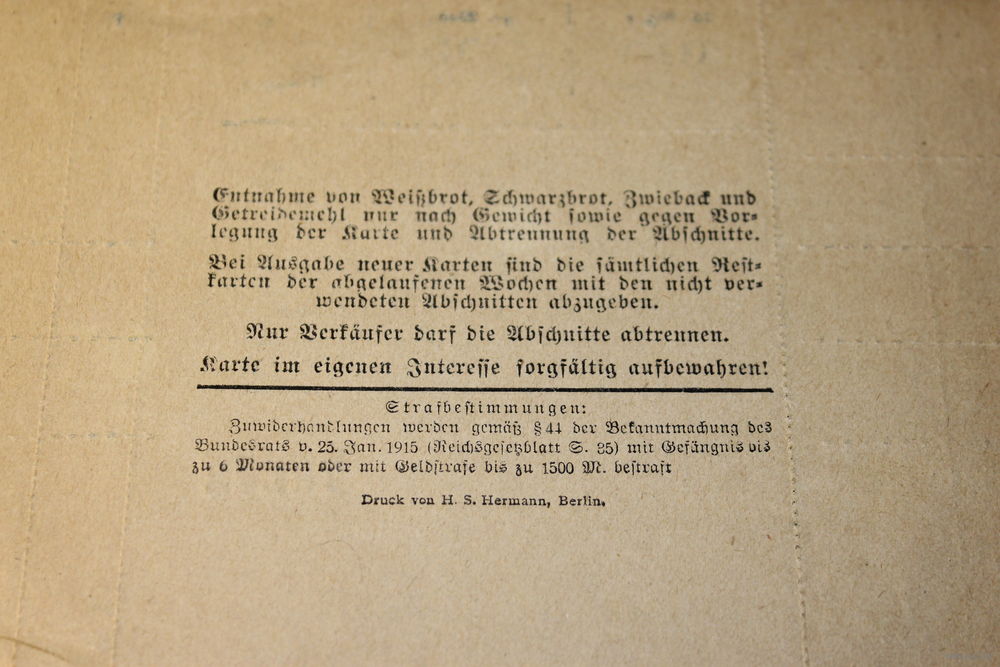 Entnahme von Weißbrot, Schwarzbrot, Zwieback und
Getreidemehl nur nach Gewicht sowie gegen Vor-
legung der Karte und Abtrennung der Abschnitte.
Bei Ausgabe neuer Karten sind die sämtlichen Rest-
karten der abgelaufenen Wochen mit den nicht ver-
wendeten Abschnitten abzugeben.
Nur Verkäufer darf die Abschnitte abtrennen.
Karte im eigenen Interesse sorgfältig aufbewahren!
Strafbestimmungen:
Zuwiderhandlungen werden gemäß § 44 der Bekanntmachung des
Bundesrats v. 25. Jan. 1915 (Reichsgesetzblatt S. 35) mit Gefängnis bis
zu 6 Monaten oder mit Geldstrafe bis zu 1500 M. bestraft
Druck von H. S. Hermann, Berlin.